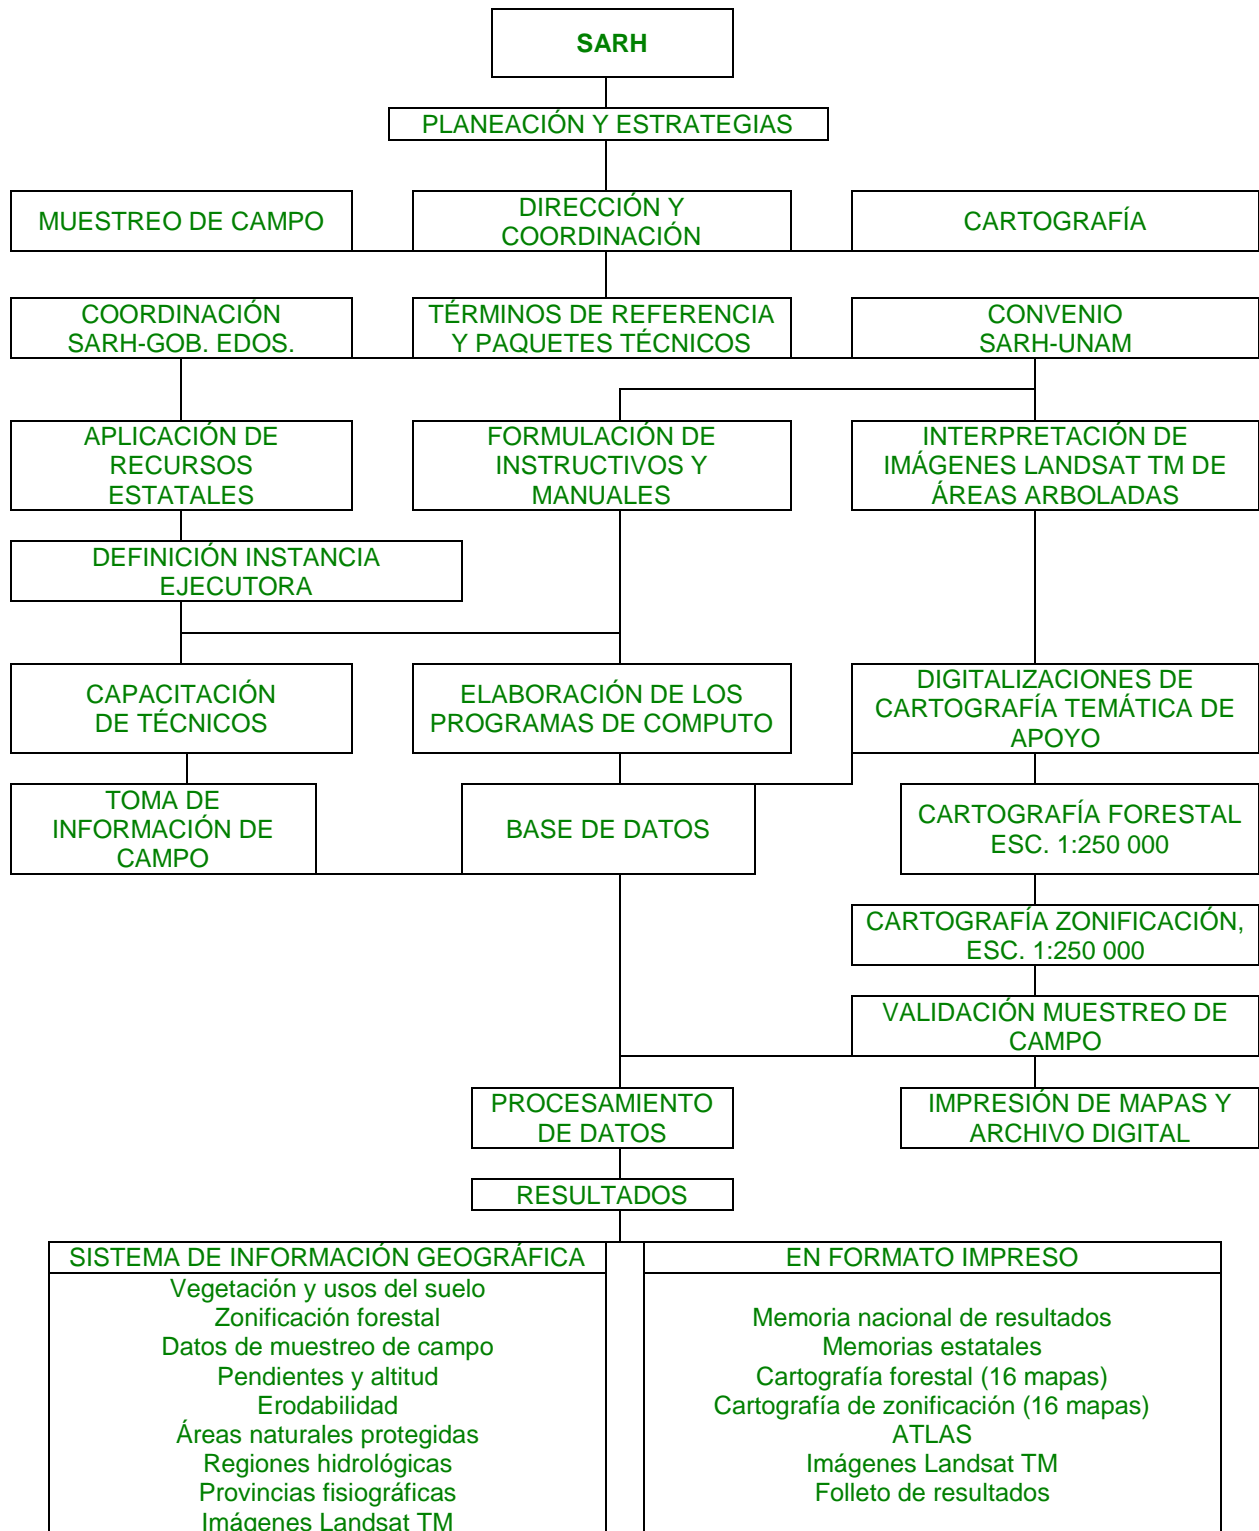 SARH
PLANEACIÓN Y ESTRATEGIAS
MUESTREO DE CAMPO
DIRECCIÓN Y
COORDINACIÓN
CARTOGRAFÍA
COORDINACIÓN
SARH-GOB. EDOS.
TÉRMINOS DE REFERENCIA
Y PAQUETES TÉCNICOS
CONVENIO
SARH-UNAM
APLICACIÓN DE
RECURSOS
ESTATALES
FORMULACIÓN DE
INSTRUCTIVOS Y
MANUALES
INTERPRETACIÓN DE
IMÁGENES LANDSAT TM DE
ÁREAS ARBOLADAS
DEFINICIÓN INSTANCIA
EJECUTORA
CAPACITACIÓN
DE TÉCNICOS
ELABORACIÓN DE LOS
PROGRAMAS DE COMPUTO
DIGITALIZACIONES DE
CARTOGRAFÍA TEMÁTICA DE
APOYO
TOMA DE
INFORMACIÓN DE
CAMPO
BASE DE DATOS
CARTOGRAFÍA FORESTAL
ESC. 1:250 000
CARTOGRAFÍA ZONIFICACIÓN,
ESC. 1:250 000
VALIDACIÓN MUESTREO DE
CAMPO
PROCESAMIENTO
DE DATOS
IMPRESIÓN DE MAPAS Y
ARCHIVO DIGITAL
RESULTADOS
SISTEMA DE INFORMACIÓN GEOGRÁFICA
Vegetación y usos del suelo
Zonificación forestal
Datos de muestreo de campo
Pendientes y altitud
Erodabilidad
Áreas naturales protegidas
Regiones hidrológicas
Provincias fisiográficas
Imágenes Landsat TM
EN FORMATO IMPRESO
Memoria nacional de resultados
Memorias estatales
Cartografía forestal (16 mapas)
Cartografía de zonificación (16 mapas)
ATLAS
Imágenes Landsat TM
Folleto de resultados